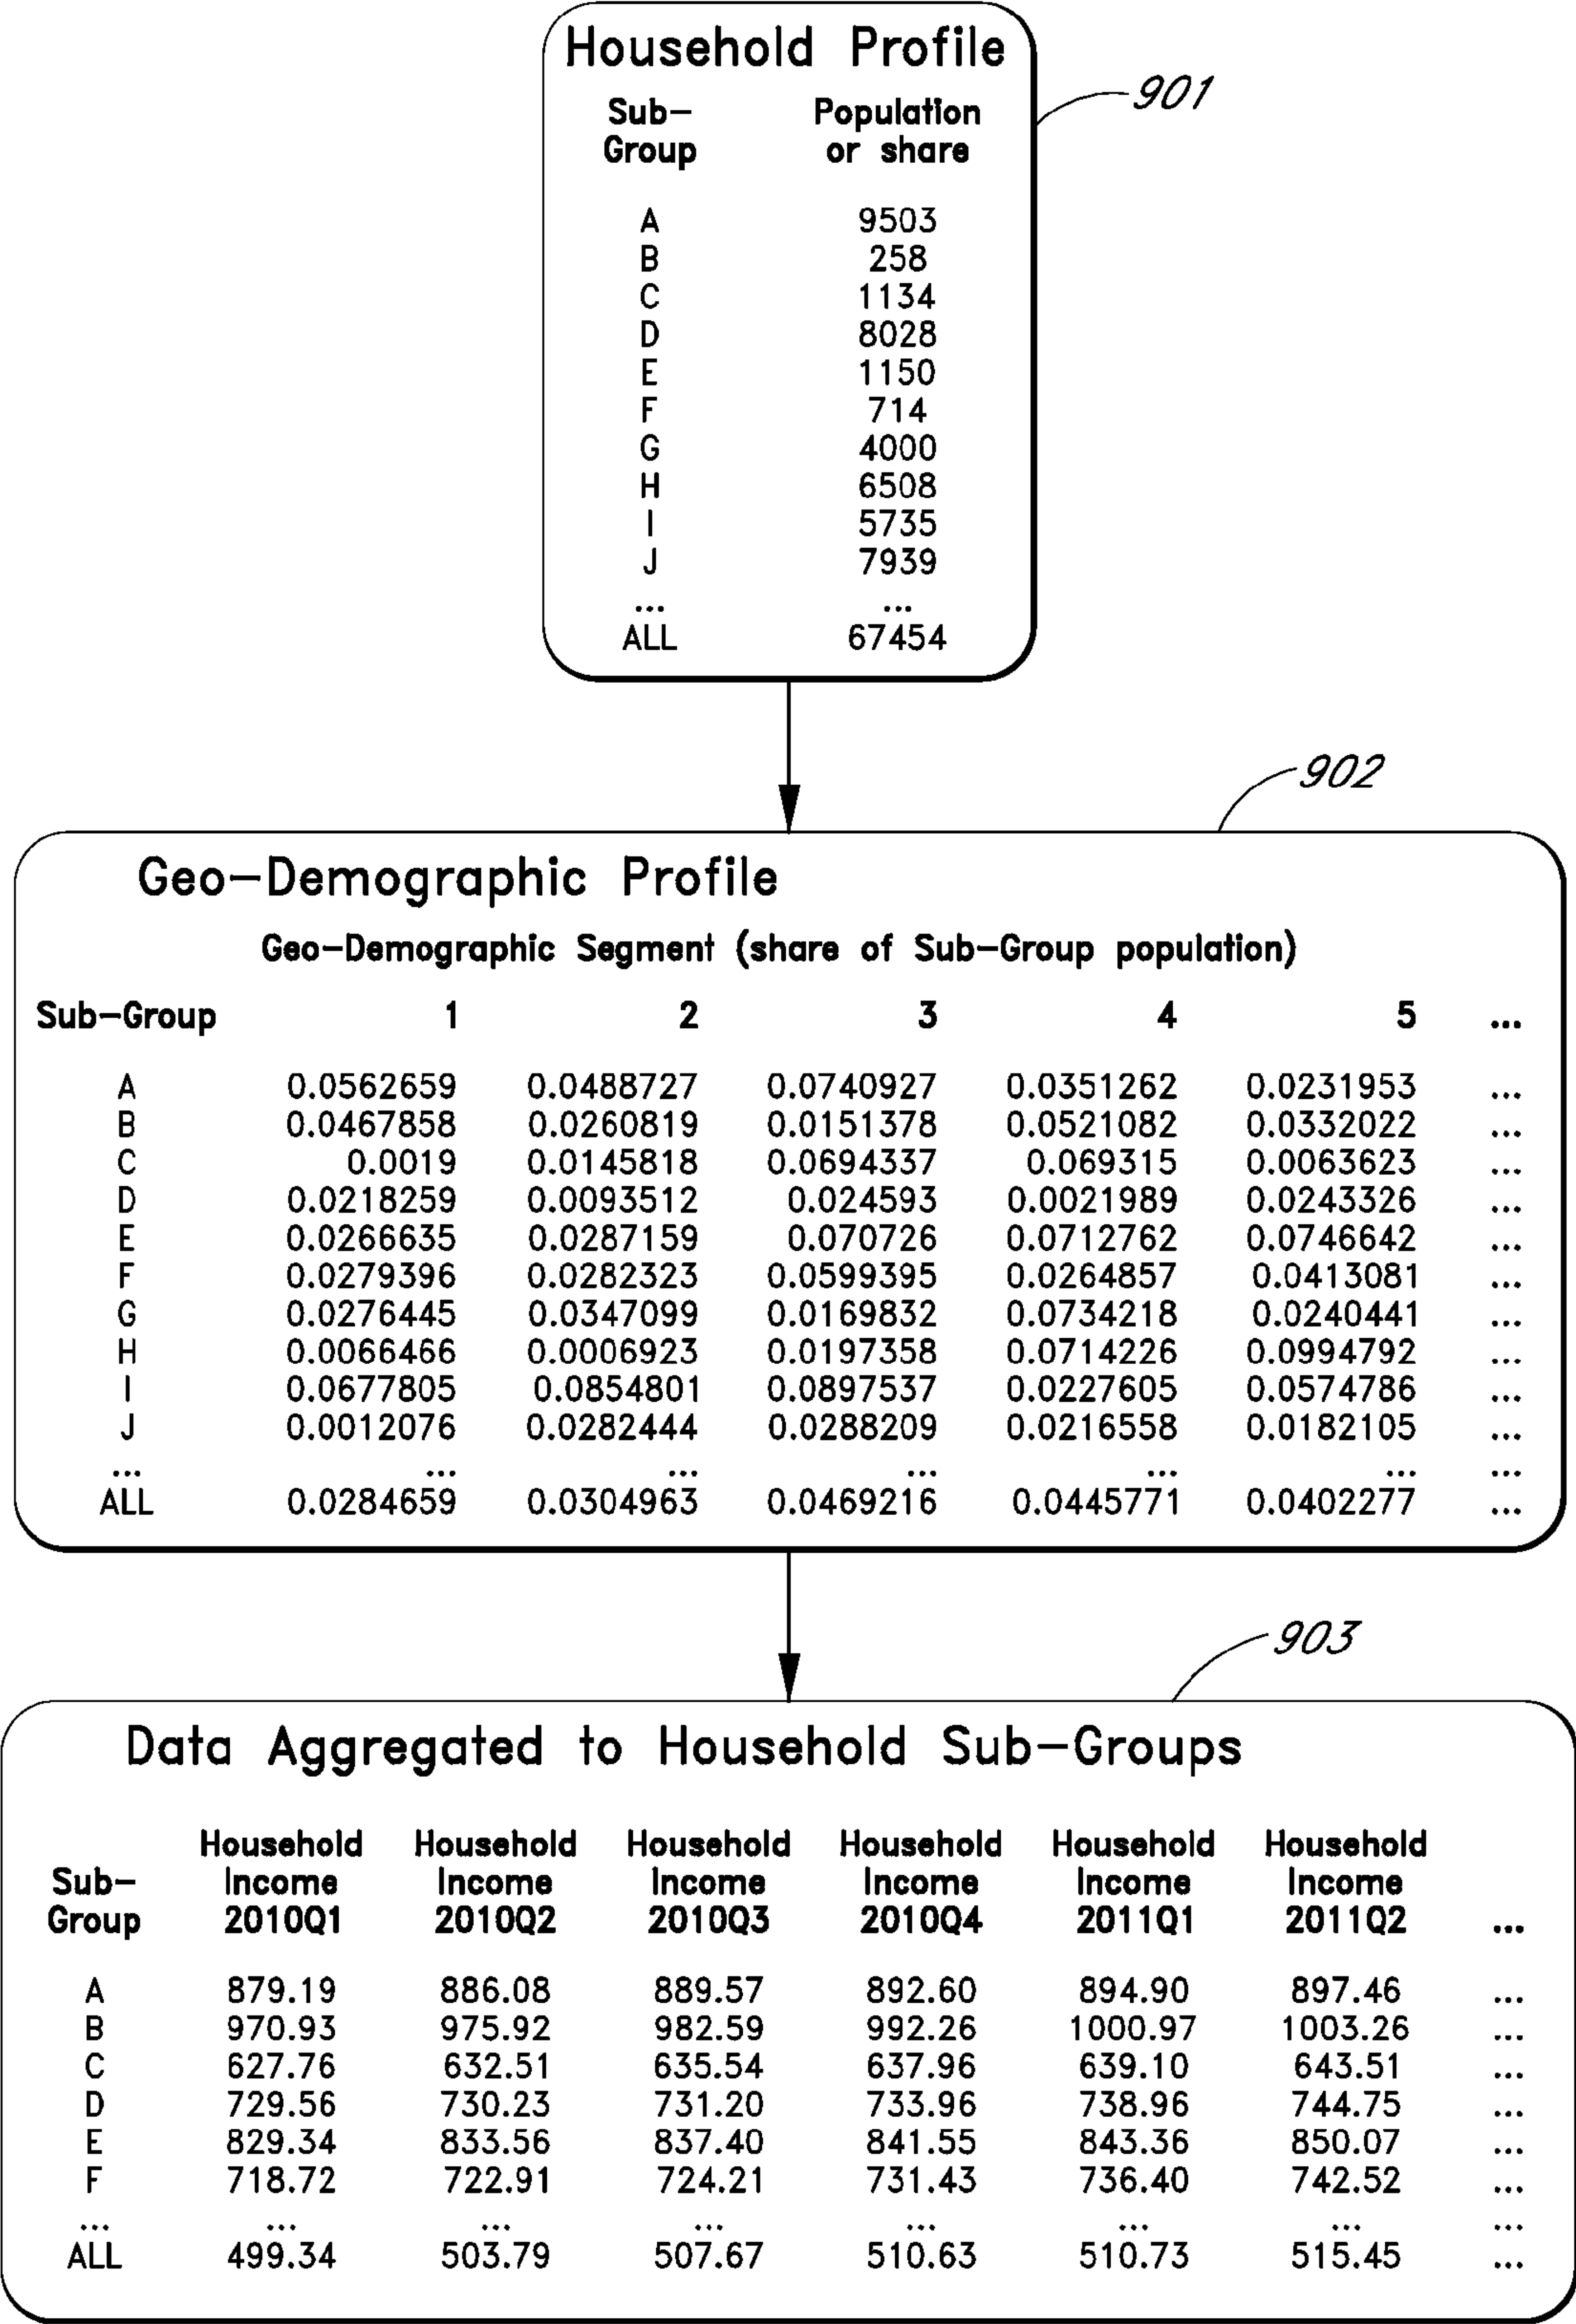 Household Profile
901
Sub- Population
Group or share
A 9503
B 258
C 1134
D 8028
E 1150
F 714
G 4000
H 6508
I 5735
J 7939
... ...
ALL 67454
902
Geo-Demographic Profile
Geo-Demographic Segment (share of Sub-Group population)
Sub-Group 1 2 3 4 5 ...
A 0.0562659 0.0488727 0.0740927 0.0351262 0.0231953 ...
B 0.0467858 0.0260819 0.0151378 0.0521082 0.0332022 ...
C 0.0019 0.0145818 0.0694337 0.069315 0.0063623 ...
D 0.0218259 0.0093512 0.024593 0.0021989 0.0243326 ...
E 0.0266635 0.0287159 0.070726 0.0712762 0.0746642 ...
F 0.0279396 0.0282323 0.0599395 0.0264857 0.0413081 ...
G 0.0276445 0.0347099 0.0169832 0.0734218 0.0240441 ...
H 0.0066466 0.0006923 0.0197358 0.0714226 0.0994792 ...
I 0.0677805 0.0854801 0.0897537 0.0227605 0.0574786 ...
J 0.0012076 0.0282444 0.0288209 0.0216558 0.0182105 ...
... ... ... ... ... ... ...
ALL 0.0284659 0.0304963 0.0469216 0.0445771 0.0402277 ...
903
Data Aggregated to Household Sub-Groups
Household Household Household Household Household Household
Sub- Income Income Income Income Income Income
Group 2010Q1 2010Q2 2010Q3 2010Q4 2011Q1 2011Q2 ...
A 879.19 886.08 889.57 892.60 894.90 897.46 ...
B 970.93 975.92 982.59 992.26 1000.97 1003.26 ...
C 627.76 632.51 635.54 637.96 639.10 643.51 ...
D 729.56 730.23 731.20 733.96 738.96 744.75 ...
E 829.34 833.56 837.40 841.55 843.36 850.07 ...
F 718.72 722.91 724.21 731.43 736.40 742.52 ...
... ... ... ... ... ... ... ...
ALL 499.34 503.79 507.67 510.63 510.73 515.45 ...